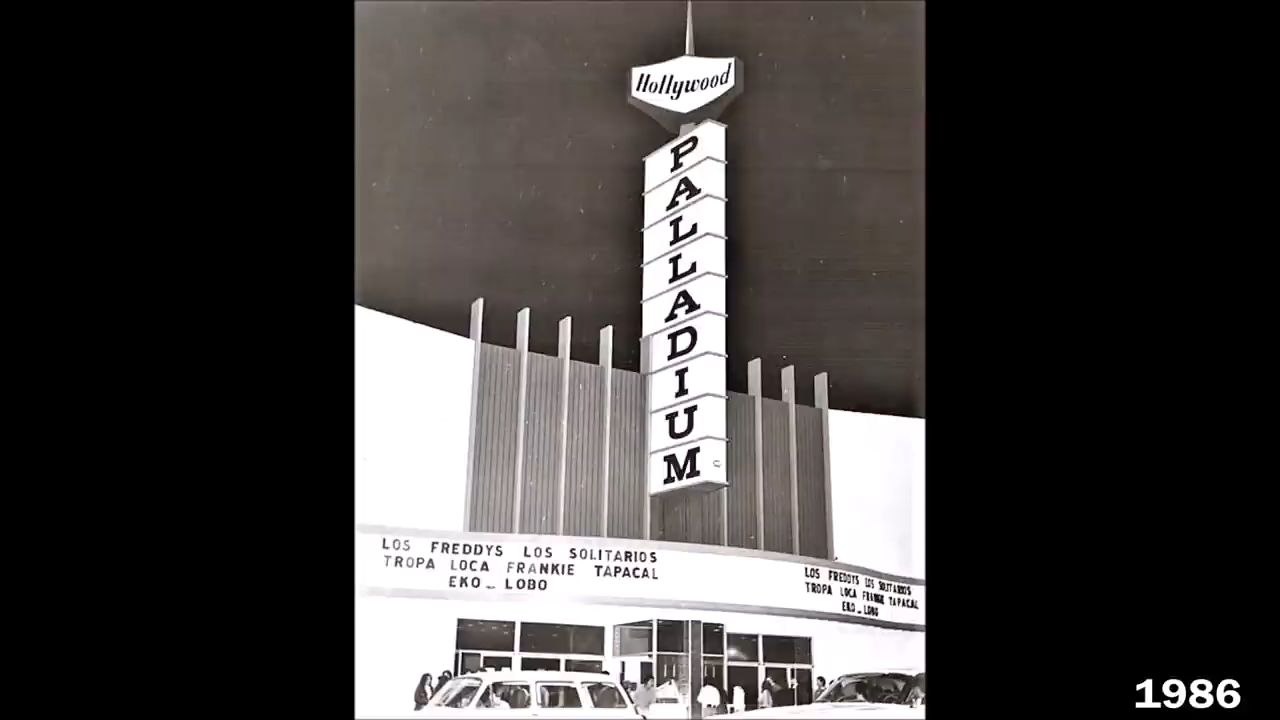 Hollywood
PALLADIUM
LOS FREDDYS LOS SOLITARIOS
TROPA LOCA FRANKIE TAPACAL
EKO - LOBO
LOS FREDDYS LOS SOLITARIOS
TROPA LOCA FRANKIE TAPACAL
EKO - LOBO
1986